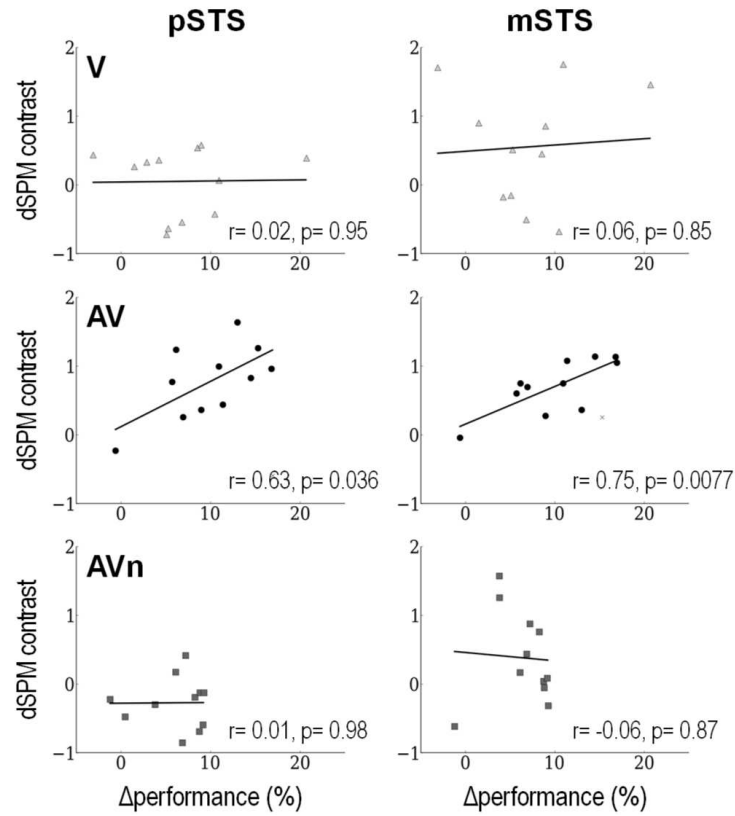 pSTS mSTS
V
dSPM contrast
2
1
0
−1
0 10 20
r= 0.02, p= 0.95
2
1
0
−1
0 10 20
r= 0.06, p= 0.85
AV
dSPM contrast
2
1
0
−1
0 10 20
r= 0.63, p= 0.036
2
1
0
−1
0 10 20
r= 0.75, p= 0.0077
AVn
dSPM contrast
2
1
0
−1
0 10 20
r= 0.01, p= 0.98
2
1
0
−1
0 10 20
r= -0.06, p= 0.87
Δperformance (%) Δperformance (%)